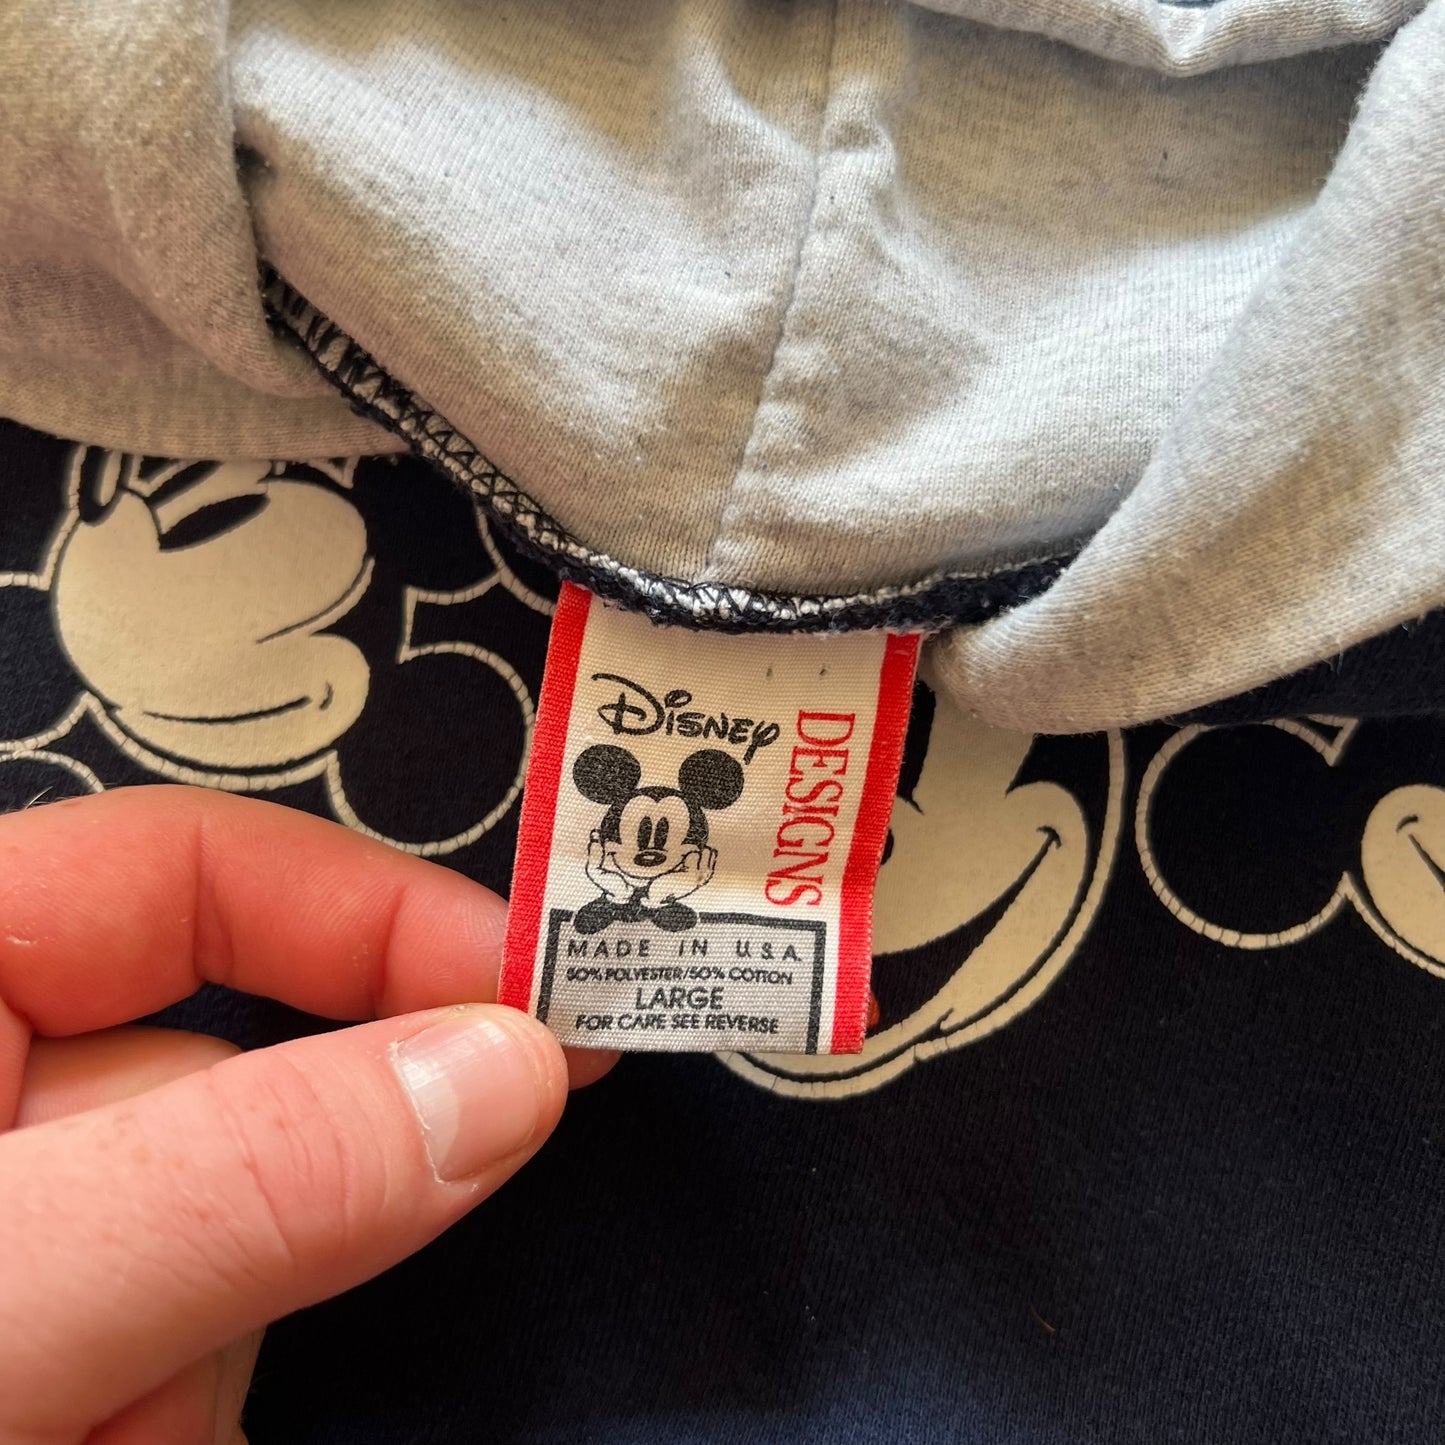 DISNEY
DESIGNS
MADE IN U.S.A.
50% POLYESTER/50% COTTON
LARGE
FOR CARE SEE REVERSE